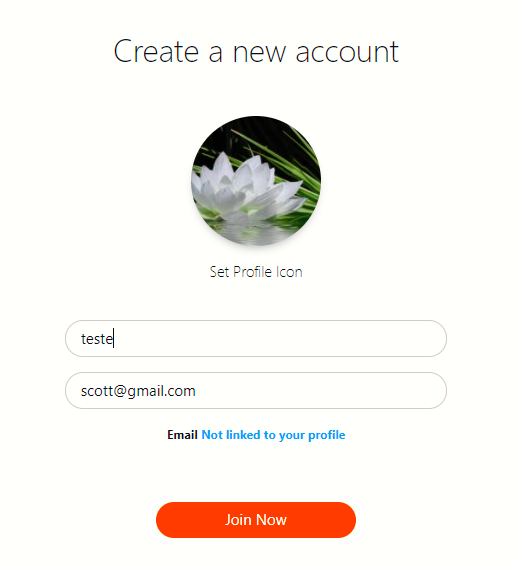 Create a new account
Set Profile Icon
teste
scott@gmail.com
Email Not linked to your profile
Join Now